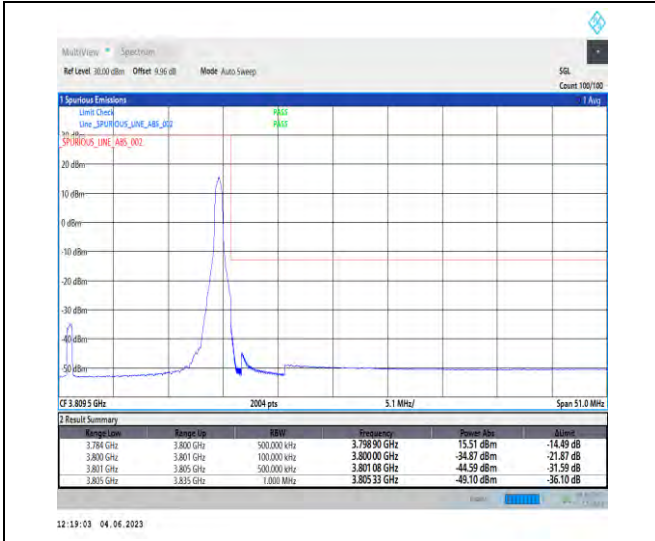 MultiView Spectrum
Ref Level 30.00 dBm Offset 9.96 dB Mode Auto Sweep SGL
Count 100/100
1 Spurious Emissions 1 Avg
Limit Check PASS
Line _SPURIOUS_LINE_ABS_002 PASS
30 dBm
_SPURIOUS_LINE_ABS_002
20 dBm
10 dBm
0 dBm
-10 dBm
-20 dBm
-30 dBm
-40 dBm
-50 dBm
CF 3.809 5 GHz 2004 pts 5.1 MHz/ Span 51.0 MHz
2 Result Summary
Range Low Range Up RBW Frequency Power Abs ΔLimit
3.784 GHz 3.800 GHz 500.000 kHz 3.798 90 GHz 15.51 dBm -14.49 dB
3.800 GHz 3.801 GHz 100.000 kHz 3.800 00 GHz -34.87 dBm -21.87 dB
3.801 GHz 3.805 GHz 500.000 kHz 3.801 08 GHz -44.59 dBm -31.59 dB
3.805 GHz 3.835 GHz 1.000 MHz 3.805 33 GHz -49.10 dBm -36.10 dB
12:19:03 04.06.2023